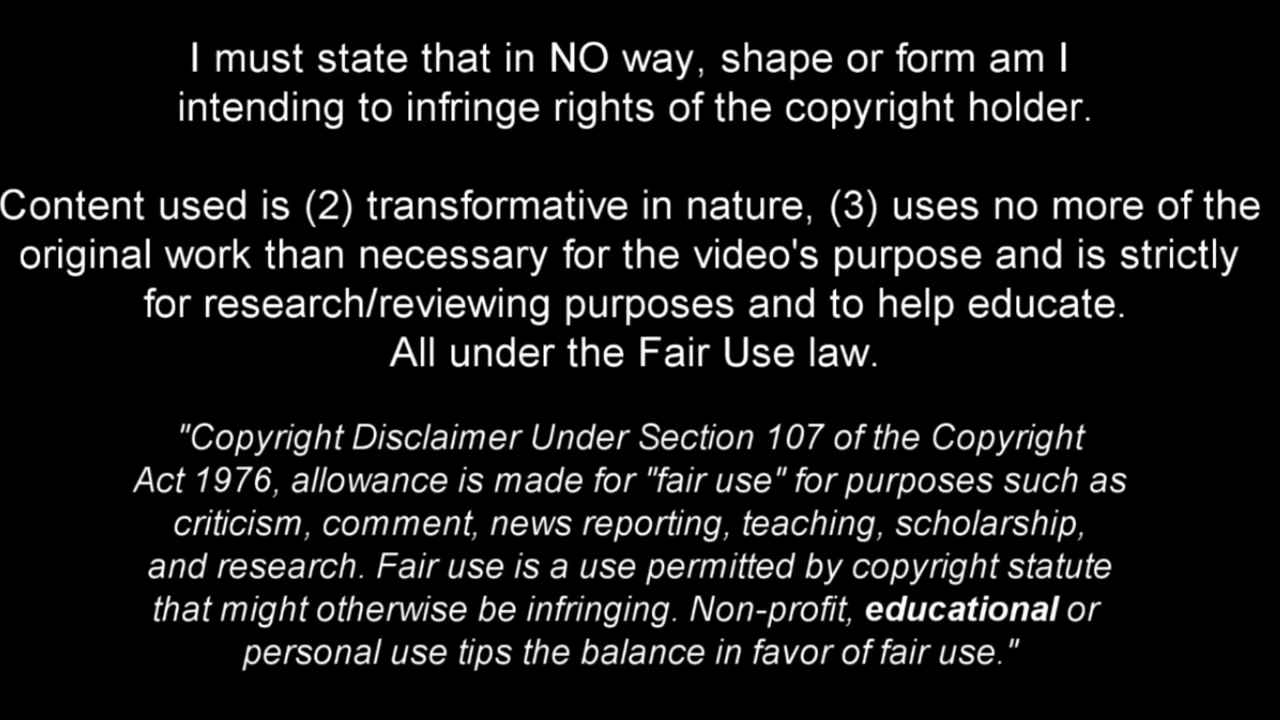 I must state that in NO way, shape or form am I
intending to infringe rights of the copyright holder.
Content used is (2) transformative in nature, (3) uses no more of the
original work than necessary for the video's purpose and is strictly
for research/reviewing purposes and to help educate.
All under the Fair Use law.
"Copyright Disclaimer Under Section 107 of the Copyright
Act 1976, allowance is made for "fair use" for purposes such as
criticism, comment, news reporting, teaching, scholarship,
and research. Fair use is a use permitted by copyright statute
that might otherwise be infringing. Non-profit, educational or
personal use tips the balance in favor of fair use."